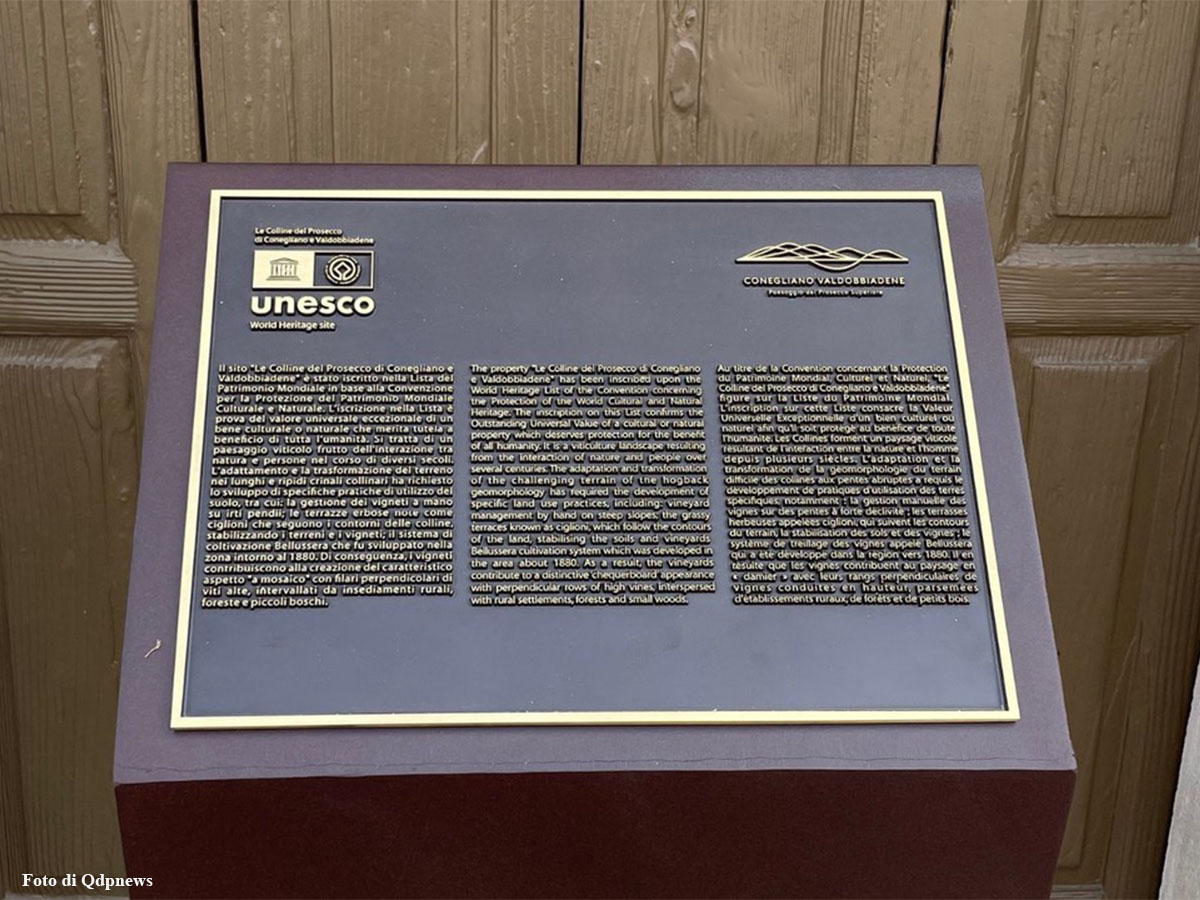 Le Colline del Prosecco
di Conegliano e Valdobbiadene
unesco
World Heritage site
CONEGLIANO VALDOBBIADENE
Paesaggio del Prosecco Superiore
Il sito "Le Colline del Prosecco di Conegliano e
Valdobbiadene" è stato iscritto nella Lista del
Patrimonio Mondiale in base alla Convenzione
per la Protezione del Patrimonio Mondiale
Culturale e Naturale. L'iscrizione nella Lista è
prova del valore universale eccezionale di un
bene culturale o naturale che merita tutela a
beneficio di tutta l'umanità. Si tratta di un
paesaggio viticolo frutto dell'interazione tra
natura e persone nel corso di diversi secoli.
L'adattamento e la trasformazione del terreno
nei lunghi e ripidi crinali collinari ha richiesto
lo sviluppo di specifiche pratiche di utilizzo del
suolo, tra cui: la gestione dei vigneti a mano
su irti pendii; le terrazze erbose note come
ciglioni che seguono i contorni delle colline,
stabilizzando i terreni e i vigneti; il sistema di
coltivazione Bellussera che fu sviluppato nella
zona intorno al 1880. Di conseguenza, i vigneti
contribuiscono alla creazione del caratteristico
aspetto "a mosaico" con filari perpendicolari di
viti alte, intervallati da insediamenti rurali,
foreste e piccoli boschi.
The property "Le Colline del Prosecco di Conegliano
e Valdobbiadene" has been inscribed upon the
World Heritage List of the Convention concerning
the Protection of the World Cultural and Natural
Heritage. The inscription on this List confirms the
Outstanding Universal Value of a cultural or natural
property which deserves protection for the benefit
of all humanity. It is a viticulture landscape resulting
from the interaction of nature and people over
several centuries. The adaptation and transformation
of the challenging terrain of the hogback
geomorphology has required the development of
specific land use practices, including: vineyard
management by hand on steep slopes; the grassy
terraces known as ciglioni, which follow the contours
of the land, stabilising the soils and vineyards
Bellussera cultivation system which was developed in
the area about 1880. As a result, the vineyards
contribute to a distinctive 'chequerboard' appearance
with perpendicular rows of high vines, interspersed
with rural settlements, forests and small woods.
Au titre de la Convention concernant la Protection
du Patrimoine Mondial, Culturel et Naturel, "Le
Colline del Prosecco di Conegliano e Valdobbiadene"
figure sur la Liste du Patrimoine Mondial.
L'inscription sur cette Liste consacre la Valeur
Universelle Exceptionnelle d'un bien culturel ou
naturel afin qu'il soit protégé au bénéfice de toute
l'humanité. Les Collines forment un paysage viticole
résultant de l'interaction entre la nature et l'homme
depuis plusieurs siècles. L'adaptation et la
transformation de la géomorphologie du terrain
difficile des collines aux pentes abruptes a requis le
développement de pratiques d'utilisation des terres
spécifiques, notamment : la gestion manuelle des
vignes sur des pentes à forte déclivité ; les terrasses
herbeuses appelées ciglioni, qui suivent les contours
du terrain, la stabilisation des sols et des vignes ; le
système de treillage des vignes appelé Bellussera
qui a été développé dans la région vers 1880. Il en
résulte que les vignes contribuent au paysage en
« damier » avec leurs rangs perpendiculaires de
vignes conduites en hauteur, parsemées
d'établissements ruraux, de forêts et de petits bois.
Foto di Qdpnews